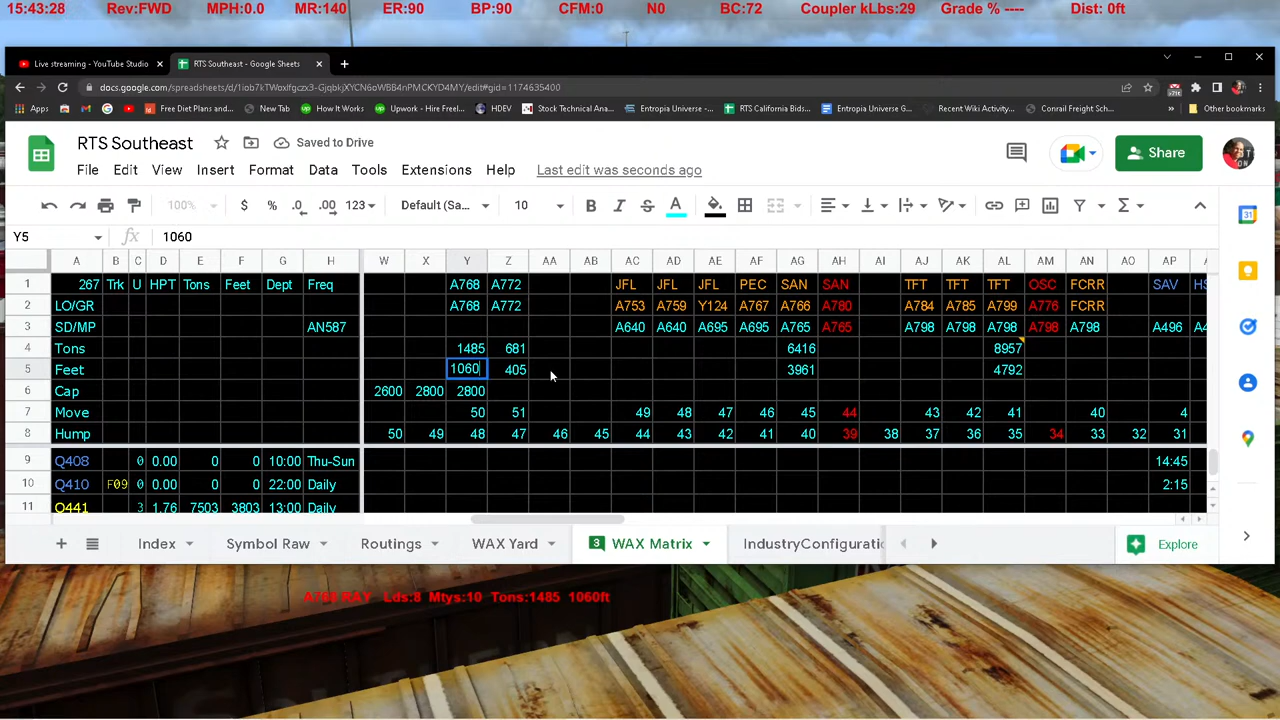 15:43:28 Rev:FWD MPH:0.0 MR:140 ER:90 BP:90 CFM:0 N0 BC:72 Coupler kLbs:29 Grade % ---- Dist: 0ft
Live streaming - YouTube Studio RTS Southeast - Google Sheets
docs.google.com/spreadsheets/d/
Apps Free Diet Plans and... New Tab How It Works Upwork - Hire Freel... HDEV Stock Technical Ana... Entropia Universe -... RTS California Bids... Entropia Universe G... Recent Wiki Activity... Conrail Freight Sch... » Other bookmarks
RTS Southeast Saved to Drive
File Edit View Insert Format Data Tools Extensions Help Last edit was seconds ago
Share
100% $ % .0 .00 123 Default (Sa... 10 B I S A
Y5 fx 1060
A B C D E F G H W X Y Z AA AB AC AD AE AF AG AH AI AJ AK AL AM AN AO AP
1 267 Trk U HPT Tons Feet Dept Freq A768 A772 JFL JFL JFL PEC SAN SAN TFT TFT TFT OSC FCRR SAV
2 LO/GR A768 A772 A753 A759 Y124 A767 A766 A780 A784 A785 A799 A776 FCRR
3 SD/MP AN587 A640 A640 A695 A695 A765 A765 A798 A798 A798 A798 A798 A496
4 Tons 1485 681 6416 8957
5 Feet 1060 405 3961 4792
6 Cap 2600 2800 2800
7 Move 50 51 49 48 47 46 45 44 43 42 41 40 4
8 Hump 50 49 48 47 46 45 44 43 42 41 40 39 38 37 36 35 34 33 32 31
9 Q408 0 0.00 0 0 10:00 Thu-Sun 14:45
10 Q410 F09 0 0.00 0 0 22:00 Daily 2:15
11 Q441 3 1.76 7503 3803 13:00 Daily
Index Symbol Raw Routings WAX Yard 3 WAX Matrix IndustryConfigurati Explore
A768 RAY Lds:8 Mtys:10 Tons:1485 1060ft